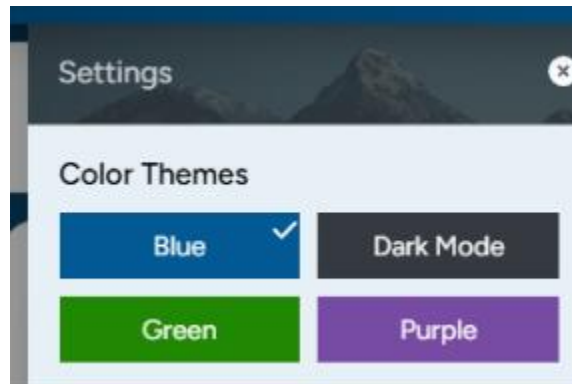 Settings
Color Themes
Blue
Dark Mode
Green
Purple